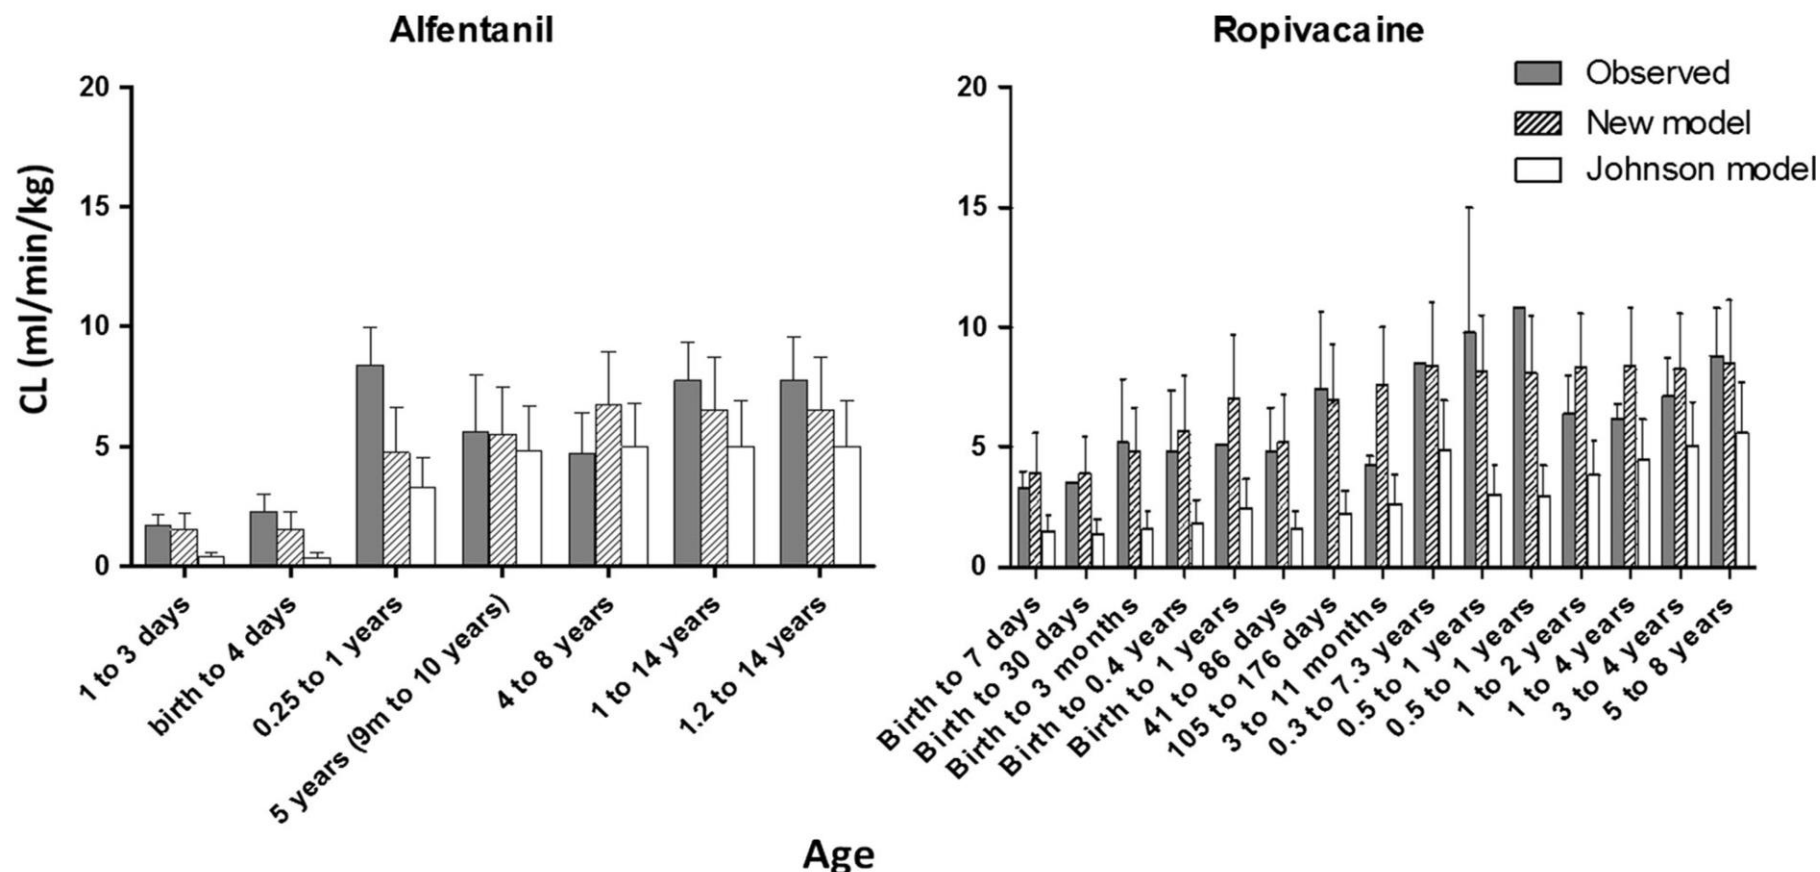 Alfentanil
Ropivacaine
Observed
New model
Johnson model
CL (ml/min/kg)
20
15
10
5
0
1 to 3 days
birth to 4 days
0.25 to 1 years
5 years (9m to 10 years)
4 to 8 years
1 to 14 years
1.2 to 14 years
20
15
10
5
0
Birth to 7 days
Birth to 30 days
Birth to 3 months
Birth to 0.4 years
Birth to 1 years
41 to 86 days
105 to 176 days
3 to 11 months
0.3 to 7.3 years
0.5 to 1 years
0.5 to 1 years
1 to 2 years
1 to 4 years
3 to 4 years
5 to 8 years
Age